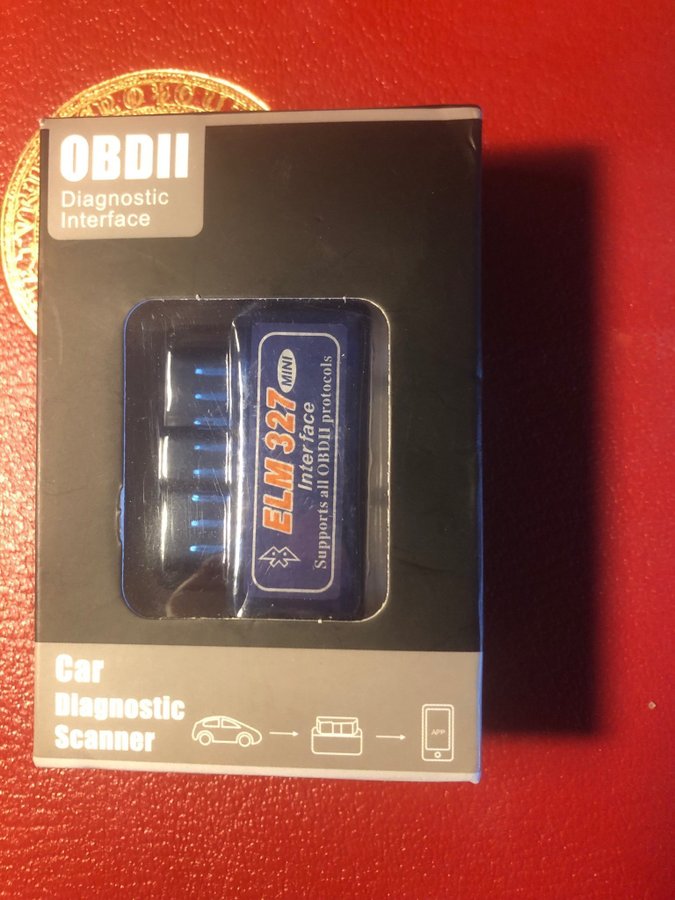 OBDII
Diagnostic
Interface
ELM 327 MINI
Interface
Supports all OBDII protocols
Car
Diagnostic
Scanner
APP